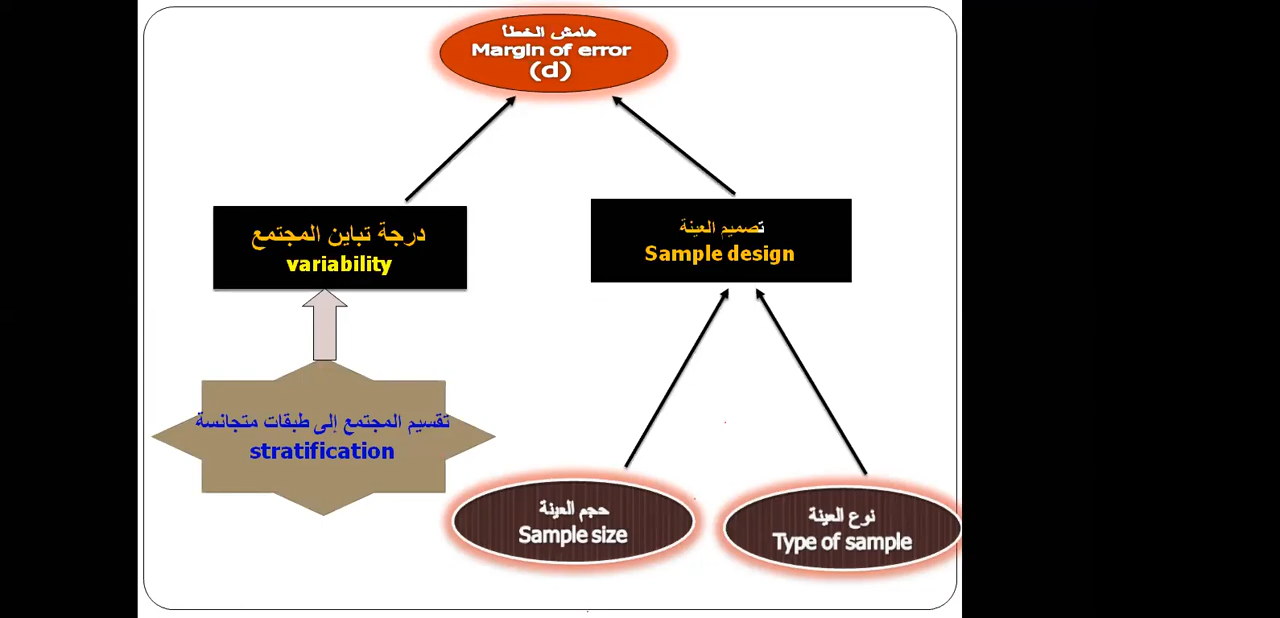 هامش الخطأ
Margin of error
(d)
درجة تباين المجتمع
variability
تصميم العينة
Sample design
تقسيم المجتمع إلى طبقات متجانسة
stratification
حجم العينة
Sample size
نوع العينة
Type of sample